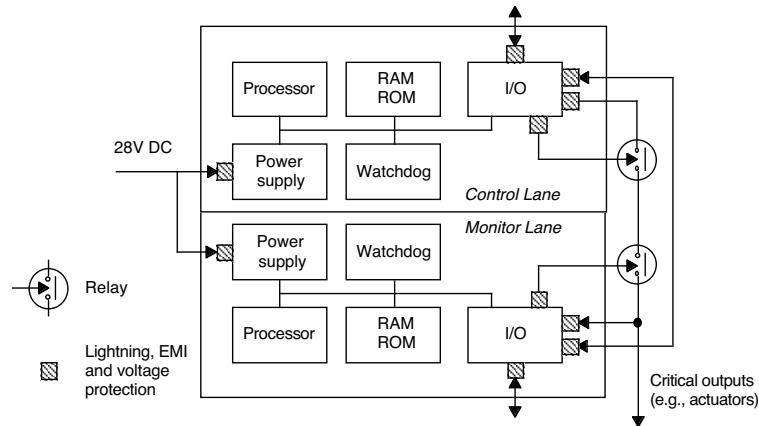 Processor
RAM
ROM
I/O
28V DC
Power
supply
Watchdog
Control Lane
Monitor Lane
Power
supply
Watchdog
Relay
Processor
RAM
ROM
I/O
Lightning, EMI
and voltage
protection
Critical outputs
(e.g., actuators)